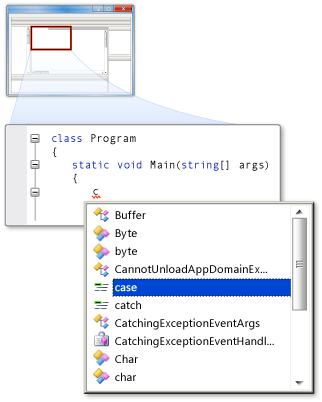 class Program
{
static void Main(string[] args)
{
c
Buffer
Byte
byte
CannotUnloadAppDomainEx...
case
catch
CatchingExceptionEventArgs
CatchingExceptionEventHandl...
Char
char